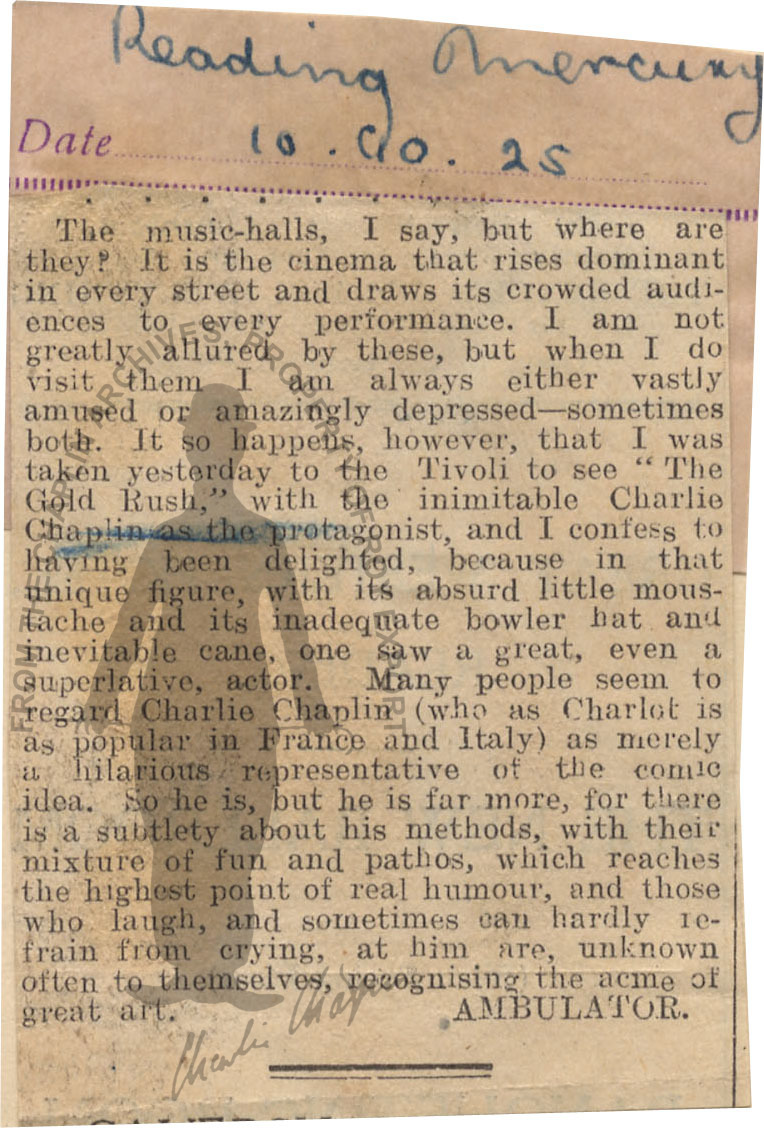 Reading Mercury
Date 10.10.25
The music-halls, I say, but where are
they? It is the cinema that rises dominant
in every street and draws its crowded audi-
ences to every performance. I am not
greatly allured by these, but when I do
visit them I am always either vastly
amused or amazingly depressed—sometimes
both. It so happens, however, that I was
taken yesterday to the Tivoli to see “The
Gold Rush,” with the inimitable Charlie
Chaplin as the protagonist, and I confess to
having been delighted, because in that
unique figure, with its absurd little mous-
tache and its inadequate bowler hat and
inevitable cane, one saw a great, even a
superlative, actor. Many people seem to
regard Charlie Chaplin (who as Charlot is
as popular in France and Italy) as merely
a hilarious representative of the comic
idea. So he is, but he is far more, for there
is a subtlety about his methods, with their
mixture of fun and pathos, which reaches
the highest point of real humour, and those
who laugh, and sometimes can hardly re-
frain from crying, at him are, unknown
often to themselves, recognising the acme of
great art. AMBULATOR.
FROM THE CHAPLIN ARCHIVES
Charlie Chaplin